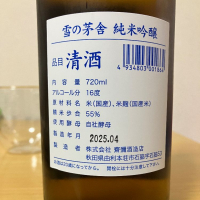 雪の茅舎 純米吟醸
品目 清酒
4934803001864
内容量 720ml
アルコール分 16度
原材料名 米(国産)、米麹(国産米)
精米歩合 55%
使用酵母 自社酵母
製造年月 2025.04
製造者 株式会社 齋彌酒造店
秋田県由利本荘市石脇字石脇53